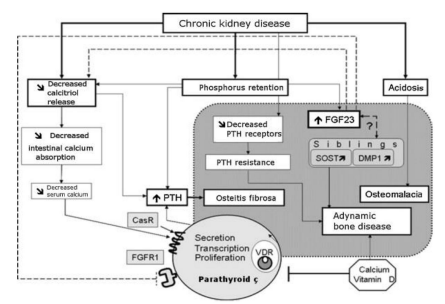 Chronic kidney disease
↘ Decreased
calcitriol
release
Phosphorus retention
Acidosis
↑ FGF23
?
↘ Decreased
PTH receptors
Siblings
SOST↗
DMP1 ↗
↘ Decreased
intestinal calcium
absorption
PTH resistance
↘ Decreased
serum calcium
↑ PTH
Osteitis fibrosa
Osteomalacia
Adynamic
bone disease
CasR
Secretion
Transcription
Proliferation
VDR
FGFR1
Parathyroid ς
Calcium
Vitamin D